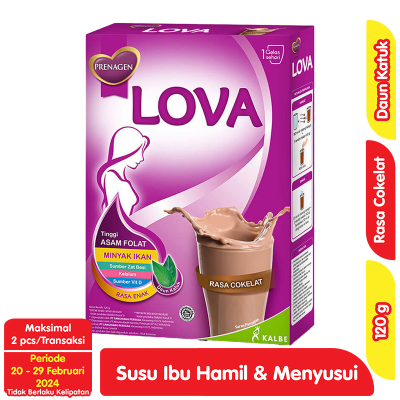 PRENAGEN
1 Gelas sehari
LOVA
Tinggi
ASAM FOLAT
MINYAK IKAN
Sumber Zat Besi
Kalsium
Sumber Vit D
RASA ENAK
Daun Katuk
RASA COKELAT
KALBE
Daun Katuk
Rasa Cokelat
120 g
Maksimal
2 pcs/Transaksi
Periode
20 - 29 Februari
2024
Tidak Berlaku Kelipatan
Susu Ibu Hamil & Menyusui